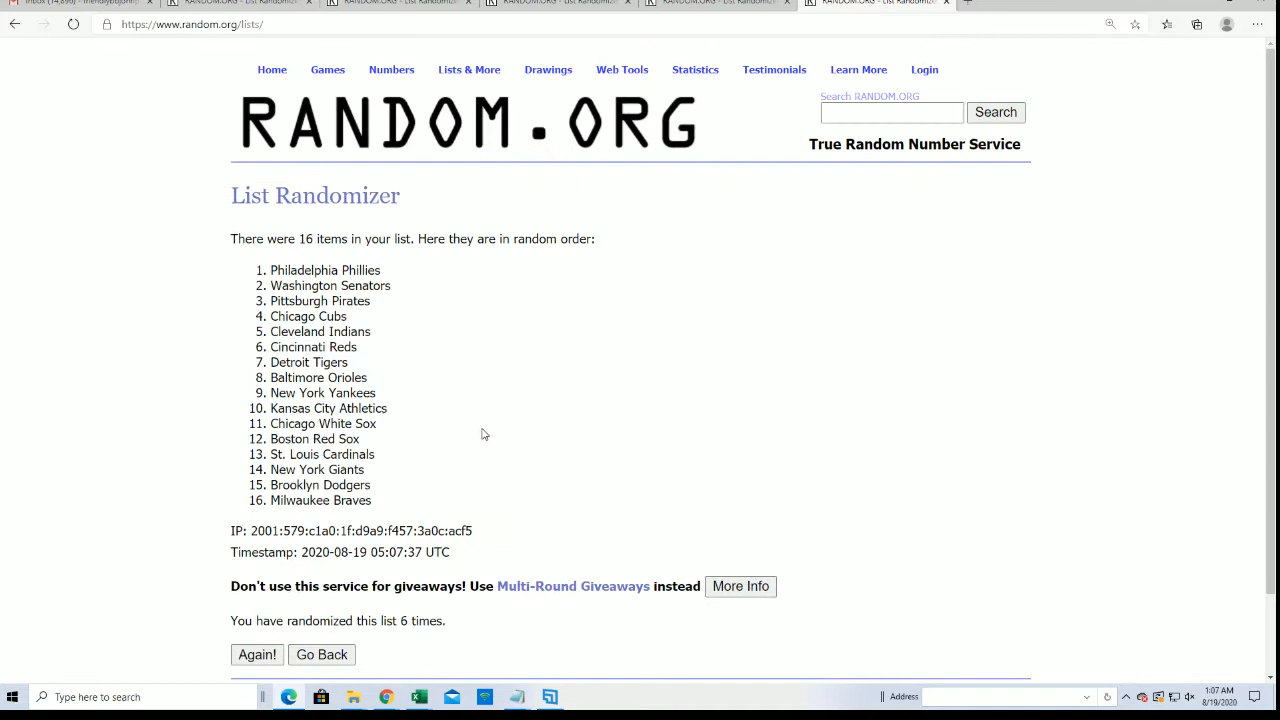 RANDOM.ORG - List Randomizer
https://www.random.org/lists/
Home Games Numbers Lists & More Drawings Web Tools Statistics Testimonials Learn More Login
Search RANDOM.ORG
RANDOM.ORG
Search
True Random Number Service
List Randomizer
There were 16 items in your list. Here they are in random order:
1. Philadelphia Phillies
2. Washington Senators
3. Pittsburgh Pirates
4. Chicago Cubs
5. Cleveland Indians
6. Cincinnati Reds
7. Detroit Tigers
8. Baltimore Orioles
9. New York Yankees
10. Kansas City Athletics
11. Chicago White Sox
12. Boston Red Sox
13. St. Louis Cardinals
14. New York Giants
15. Brooklyn Dodgers
16. Milwaukee Braves
IP: 2001:579:c1a0:1f:d9a9:f457:3a0c:acf5
Timestamp: 2020-08-19 05:07:37 UTC
Don't use this service for giveaways! Use Multi-Round Giveaways instead More Info
You have randomized this list 6 times.
Again! Go Back
Type here to search
Address
1:07 AM
8/19/2020